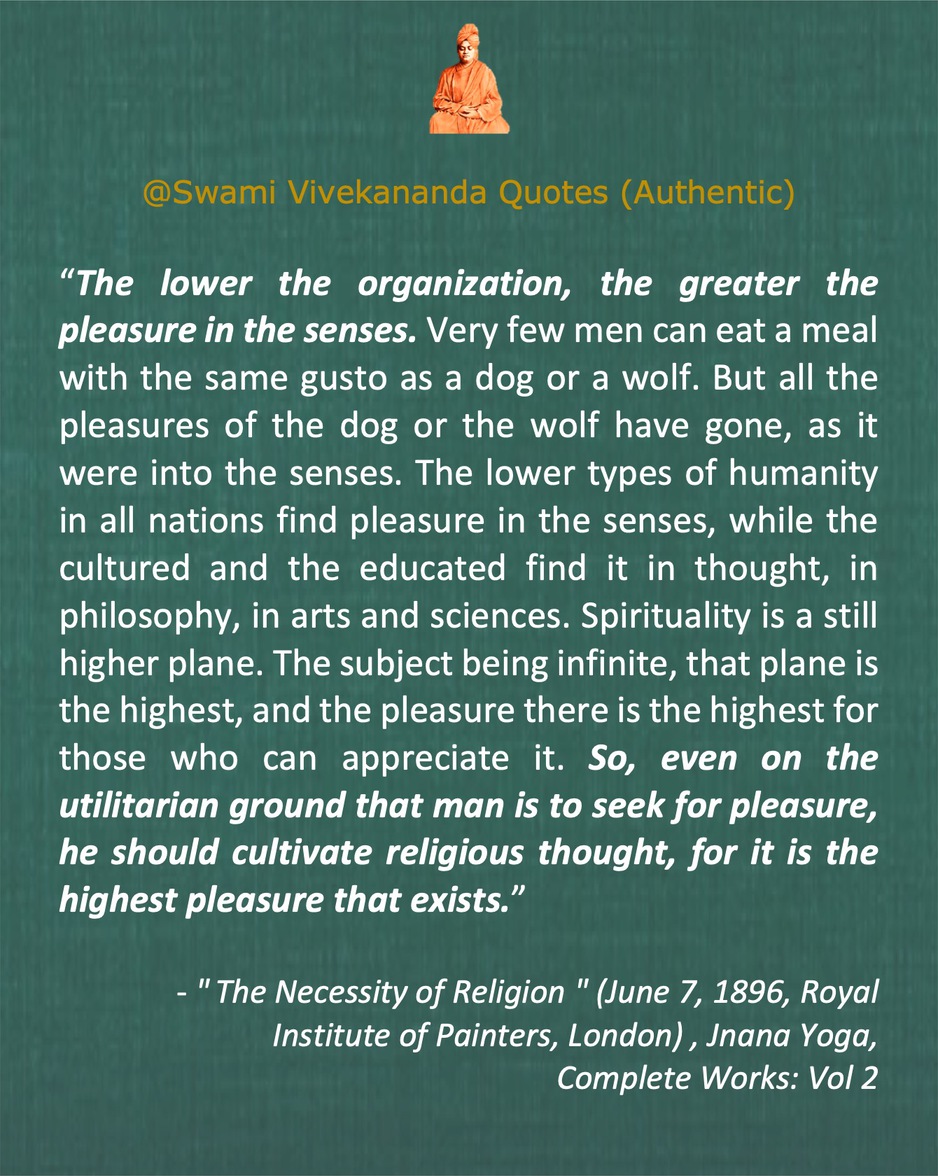 @Swami Vivekananda Quotes (Authentic)
“The lower the organization, the greater the
pleasure in the senses. Very few men can eat a meal
with the same gusto as a dog or a wolf. But all the
pleasures of the dog or the wolf have gone, as it
were into the senses. The lower types of humanity
in all nations find pleasure in the senses, while the
cultured and the educated find it in thought, in
philosophy, in arts and sciences. Spirituality is a still
higher plane. The subject being infinite, that plane is
the highest, and the pleasure there is the highest for
those who can appreciate it. So, even on the
utilitarian ground that man is to seek for pleasure,
he should cultivate religious thought, for it is the
highest pleasure that exists.”
- " The Necessity of Religion " (June 7, 1896, Royal
Institute of Painters, London) , Jnana Yoga,
Complete Works: Vol 2